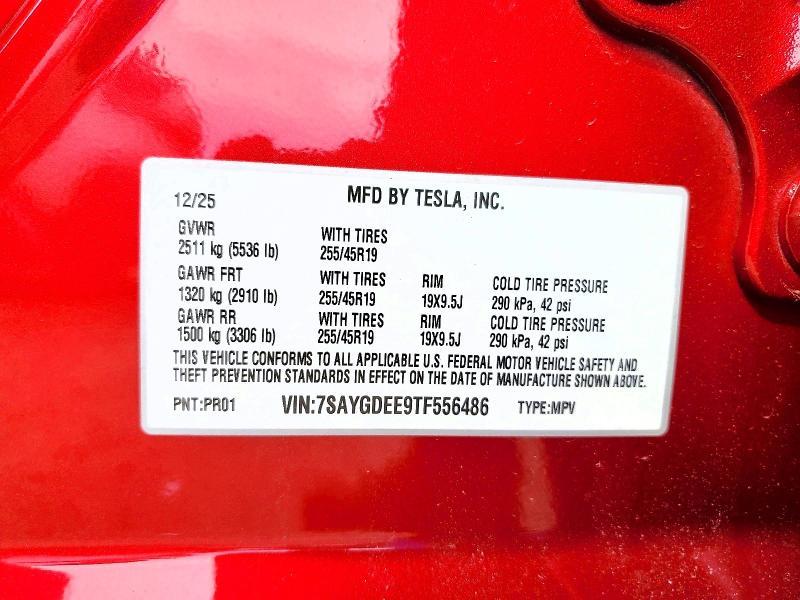 12/25 MFD BY TESLA, INC.
GVWR WITH TIRES
2511 kg (5536 lb) 255/45R19
GAWR FRT WITH TIRES RIM COLD TIRE PRESSURE
1320 kg (2910 lb) 255/45R19 19X9.5J 290 kPa, 42 psi
GAWR RR WITH TIRES RIM COLD TIRE PRESSURE
1500 kg (3306 lb) 255/45R19 19X9.5J 290 kPa, 42 psi
THIS VEHICLE CONFORMS TO ALL APPLICABLE U.S. FEDERAL MOTOR VEHICLE SAFETY AND
THEFT PREVENTION STANDARDS IN EFFECT ON THE DATE OF MANUFACTURE SHOWN ABOVE.
PNT:PR01 VIN:7SAYGDEE9TF556486 TYPE:MPV